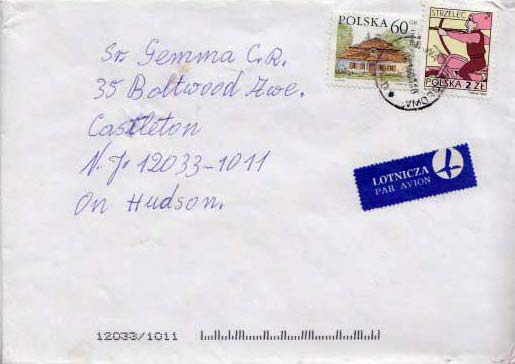 POLSKA 60 GR
STRZELEC
POLSKA 2 ZŁ
Sr. Gemma C.R.
35 Boltwood Ave.
Castleton
N.J. 12033-1011
On Hudson.
LOTNICZA
PAR AVION
12033/1011